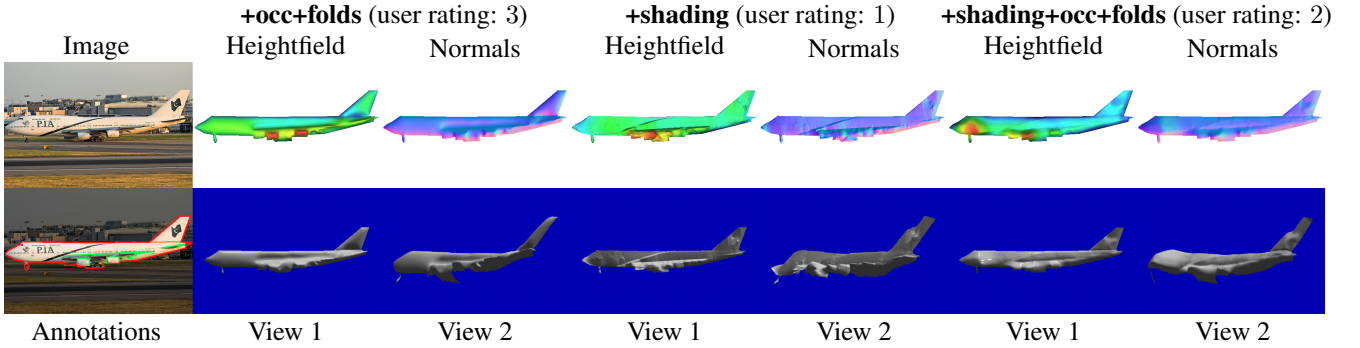 +occ+folds (user rating: 3) +shading (user rating: 1) +shading+occ+folds (user rating: 2)
Image Heightfield Normals Heightfield Normals Heightfield Normals
PIA
PIA
Annotations View 1 View 2 View 1 View 2 View 1 View 2